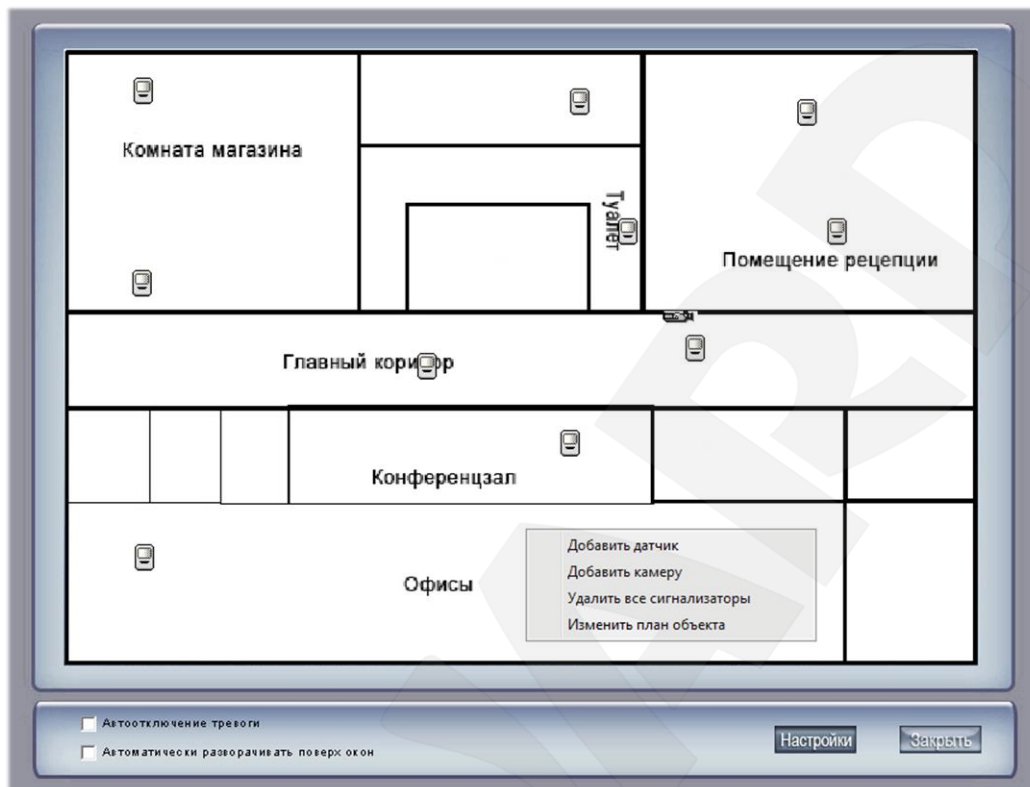 Комната магазина
Туалет
Помещение рецепции
Главный коридор
Конференцзал
Офисы
Добавить датчик
Добавить камеру
Удалить все сигнализаторы
Изменить план объекта
Автоотключение тревоги
Автоматически разворачивать поверх окон
Настройки
Закрыть